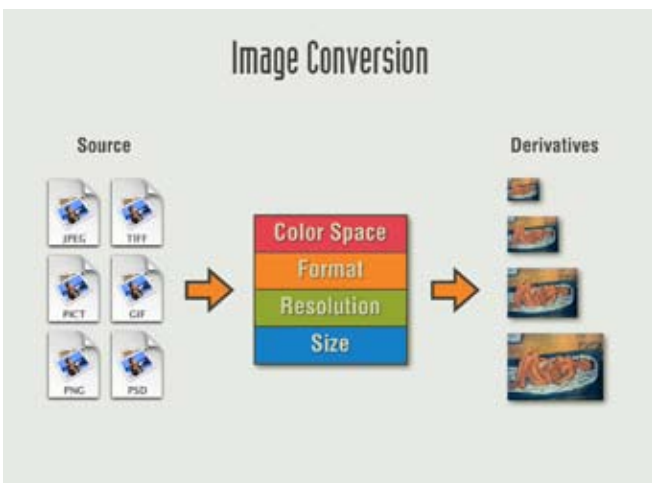 Image Conversion
Source
Derivatives
JPEG
TIFF
PICT
GIF
PNG
PSD
Color Space
Format
Resolution
Size